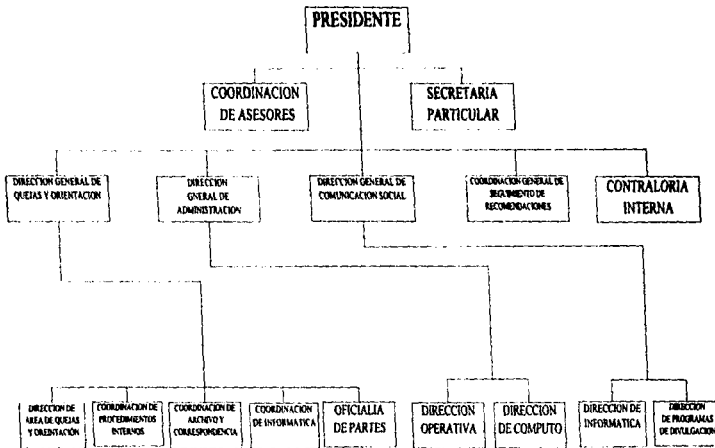 PRESIDENTE
COORDINACION
DE ASESORES
SECRETARIA
PARTICULAR
DIRECCION GENERAL DE
QUEJAS Y ORIENTACION
DIRECCION
GNERAL DE
ADMINISTRACION
DIRECCION GENERAL DE
COMUNICACION SOCIAL
COORDINACION GENERAL DE
SEGUIMIENTO DE
RECOMENDACIONES
CONTRALORIA
INTERNA
DIRECCION DE
AREA DE QUEJAS
Y OREINTACIÓN
COORDINACION DE
PROCEDIMIENTOS
INTERNOS
COORDINACION DE
ARCHIVO Y
CORRESPONDENCIA
COORDINACION
DE INFORMATICA
OFICIALIA
DE PARTES
DIRECCION
OPERATIVA
DIRECCION
DE COMPUTO
DIRECCION DE
INFORMATICA
DIRECCION
DE PROGRAMAS
DE DIVULGACION